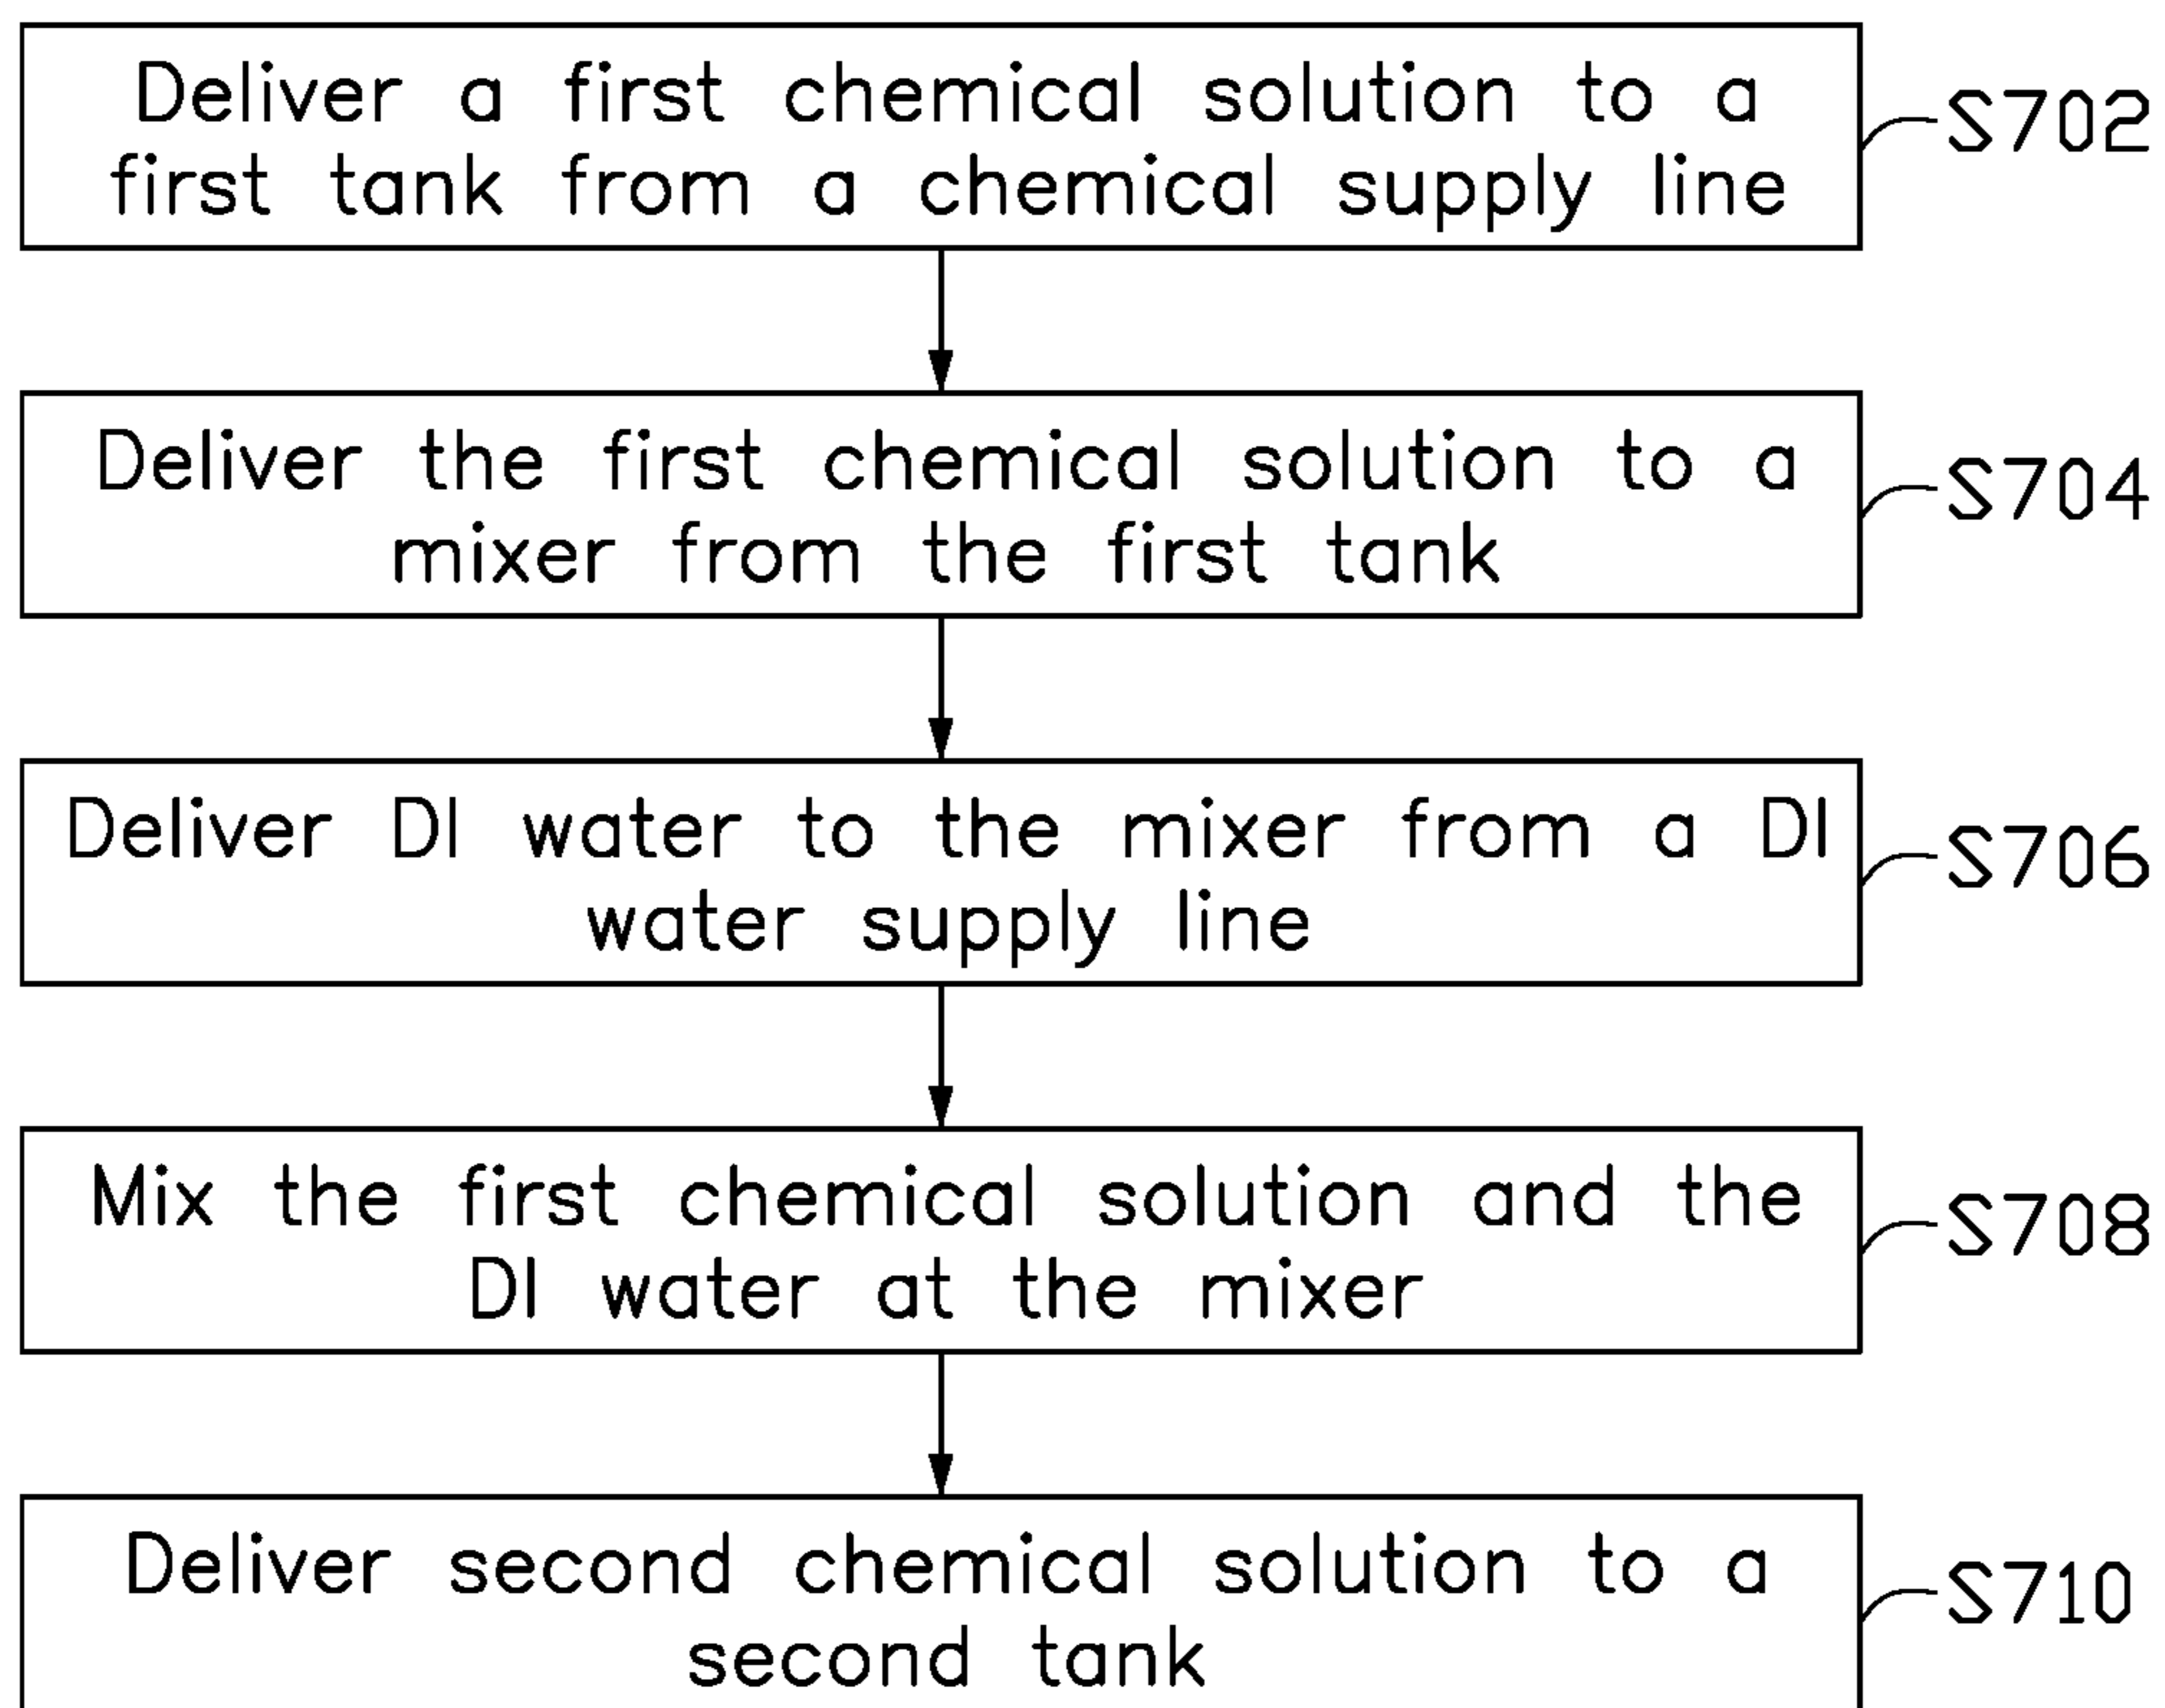 Deliver a first chemical solution to a
first tank from a chemical supply line
S702
Deliver the first chemical solution to a
mixer from the first tank
S704
Deliver DI water to the mixer from a DI
water supply line
S706
Mix the first chemical solution and the
DI water at the mixer
S708
Deliver second chemical solution to a
second tank
S710